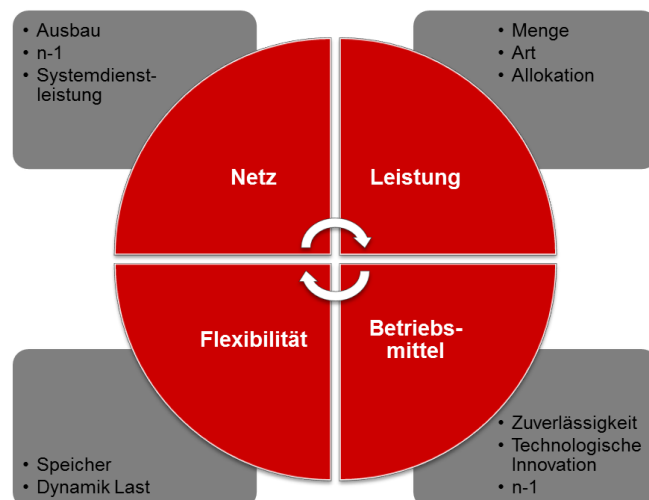 • Ausbau
• n-1
• Systemdienst-
leistung
• Menge
• Art
• Allokation
Netz
Leistung
Flexibilität
Betriebs-
mittel
• Speicher
• Dynamik Last
• Zuverlässigkeit
• Technologische
Innovation
• n-1